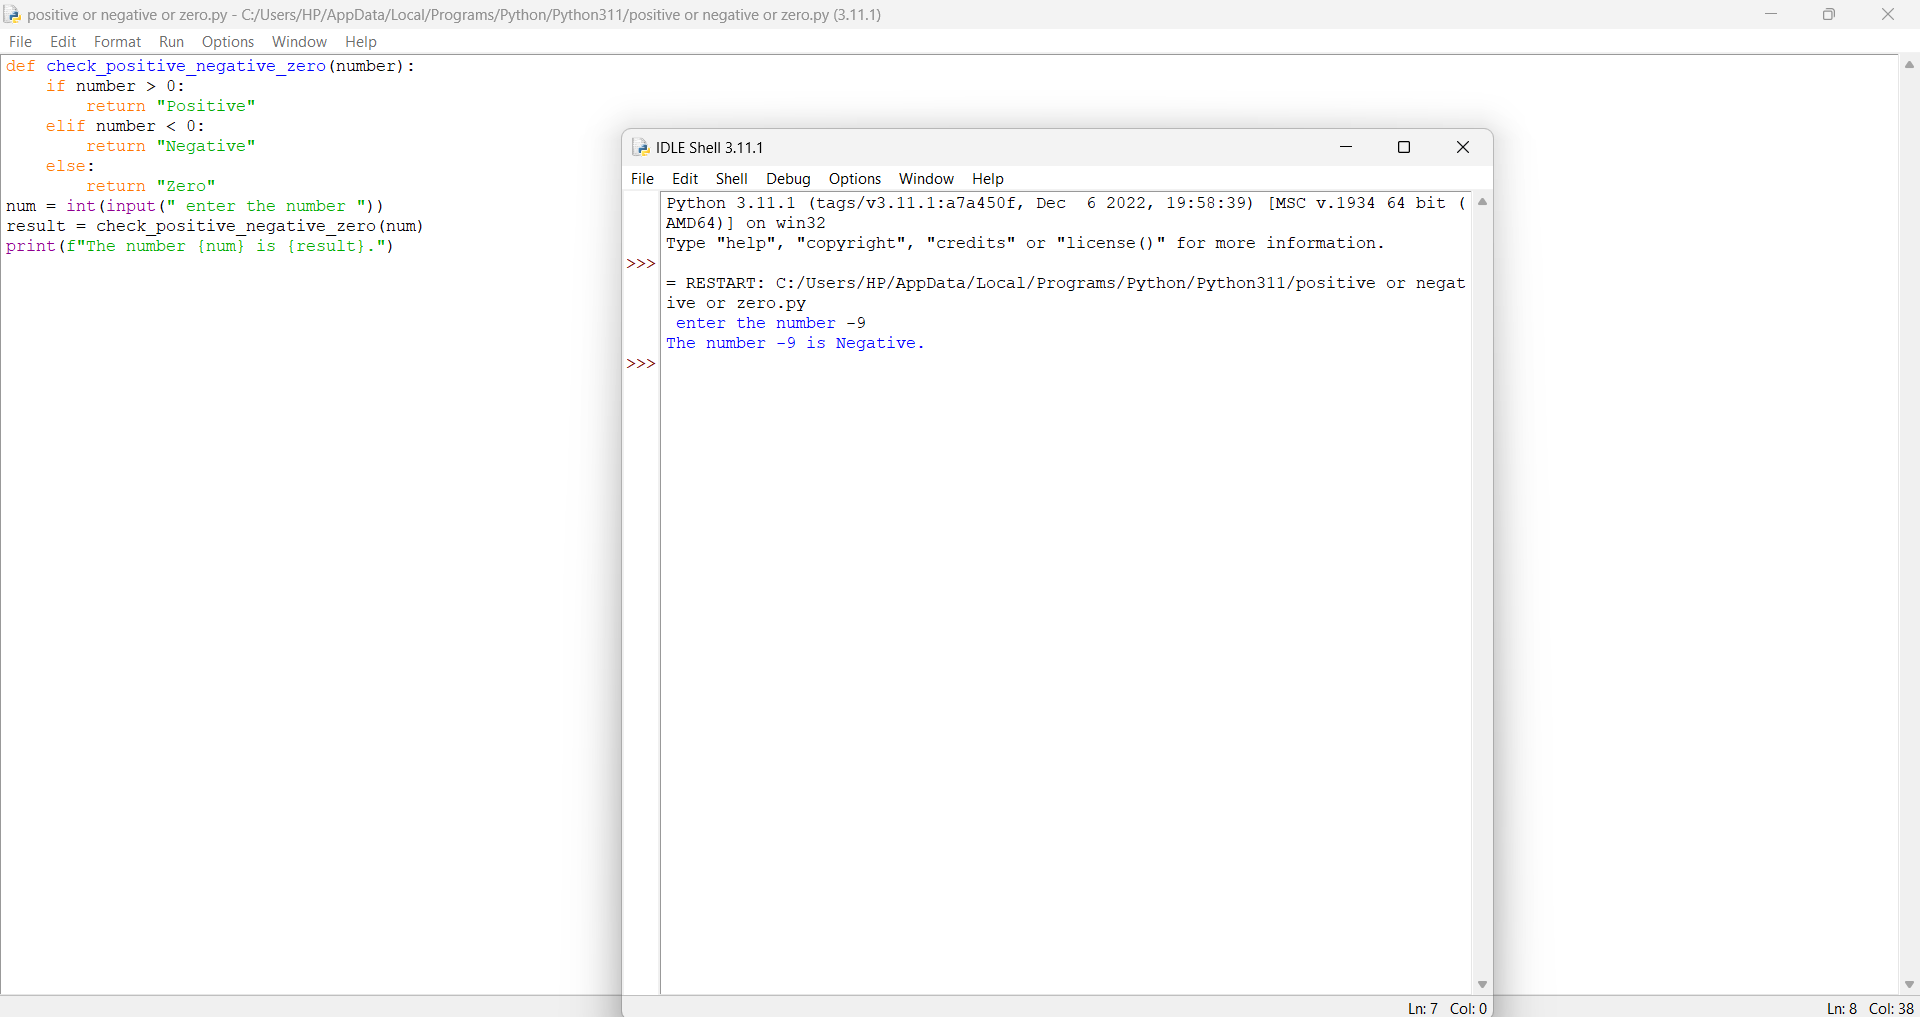 positive or negative or zero.py - C:/Users/HP/AppData/Local/Programs/Python/Python311/positive or negative or zero.py (3.11.1)
File Edit Format Run Options Window Help
def check_positive_negative_zero(number):
    if number > 0:
        return "Positive"
    elif number < 0:
        return "Negative"
    else:
        return "Zero"
num = int(input(" enter the number "))
result = check_positive_negative_zero(num)
print(f"The number {num} is {result}.")
IDLE Shell 3.11.1
File Edit Shell Debug Options Window Help
Python 3.11.1 (tags/v3.11.1:a7a450f, Dec  6 2022, 19:58:39) [MSC v.1934 64 bit (
AMD64)] on win32
Type "help", "copyright", "credits" or "license()" for more information.
>>>
= RESTART: C:/Users/HP/AppData/Local/Programs/Python/Python311/positive or negat
ive or zero.py
 enter the number -9
The number -9 is Negative.
>>>
Ln: 7 Col: 0
Ln: 8 Col: 38